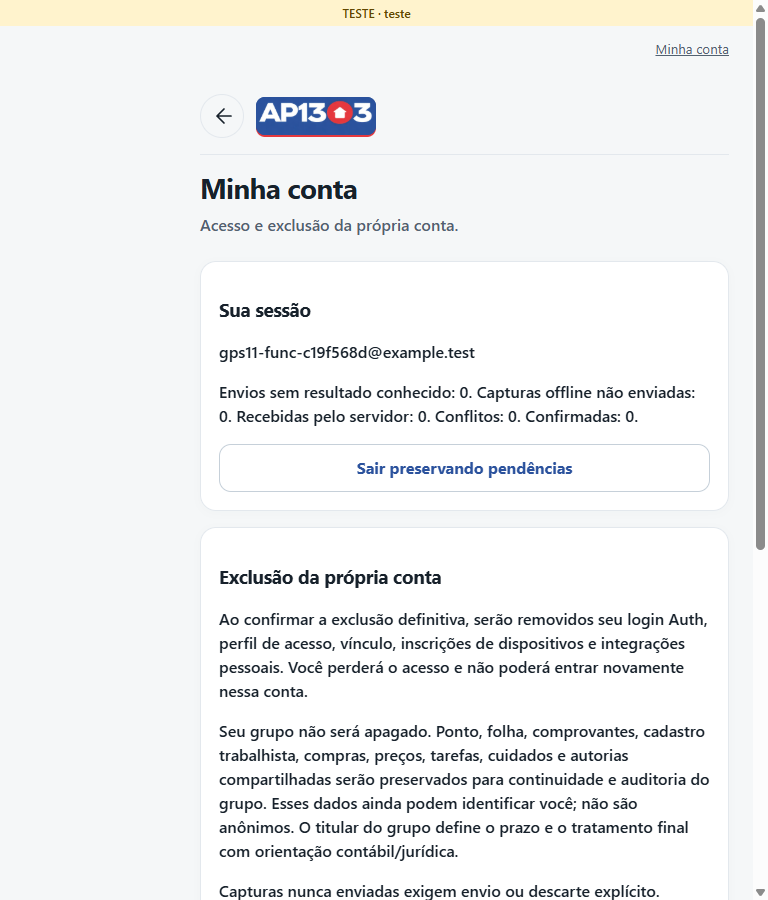 TESTE · teste
Minha conta
AP1303
Minha conta
Acesso e exclusão da própria conta.
Sua sessão
gps11-func-c19f568d@example.test
Envios sem resultado conhecido: 0. Capturas offline não enviadas:
0. Recebidas pelo servidor: 0. Conflitos: 0. Confirmadas: 0.
Sair preservando pendências
Exclusão da própria conta
Ao confirmar a exclusão definitiva, serão removidos seu login Auth,
perfil de acesso, vínculo, inscrições de dispositivos e integrações
pessoais. Você perderá o acesso e não poderá entrar novamente
nessa conta.
Seu grupo não será apagado. Ponto, folha, comprovantes, cadastro
trabalhista, compras, preços, tarefas, cuidados e autorias
compartilhadas serão preservados para continuidade e auditoria do
grupo. Esses dados ainda podem identificar você; não são
anônimos. O titular do grupo define o prazo e o tratamento final
com orientação contábil/jurídica.
Capturas nunca enviadas exigem envio ou descarte explícito.